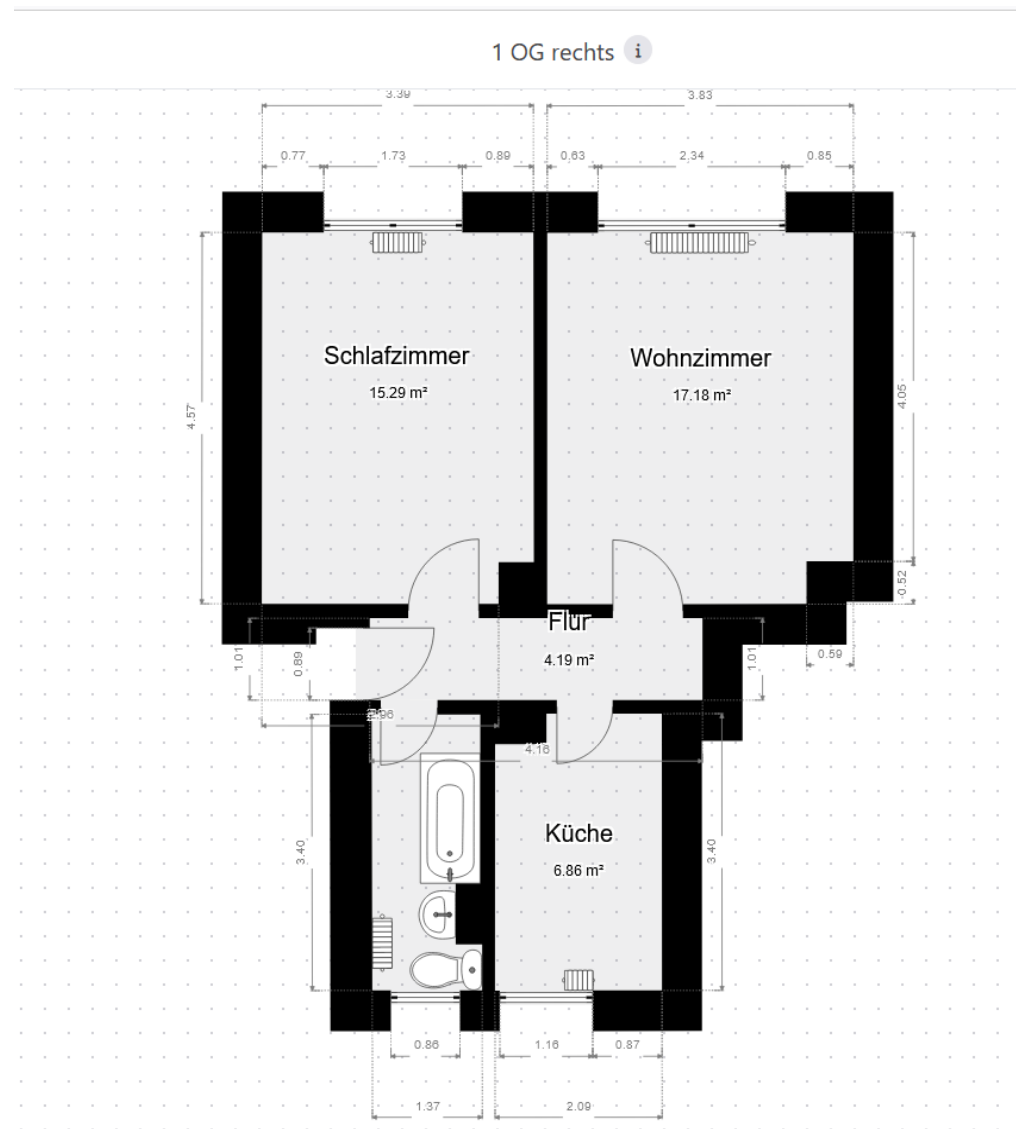 1 OG rechts i
3.39
3.83
0.77
1.73
0.89
0.63
2.34
0.85
Schlafzimmer
15.29 m²
Wohnzimmer
17.18 m²
4.57
4.05
0.52
Flur
4.19 m²
1.01
0.89
1.01
0.59
2.96
4.16
3.40
Küche
6.86 m²
3.40
0.86
1.16
0.87
1.37
2.09